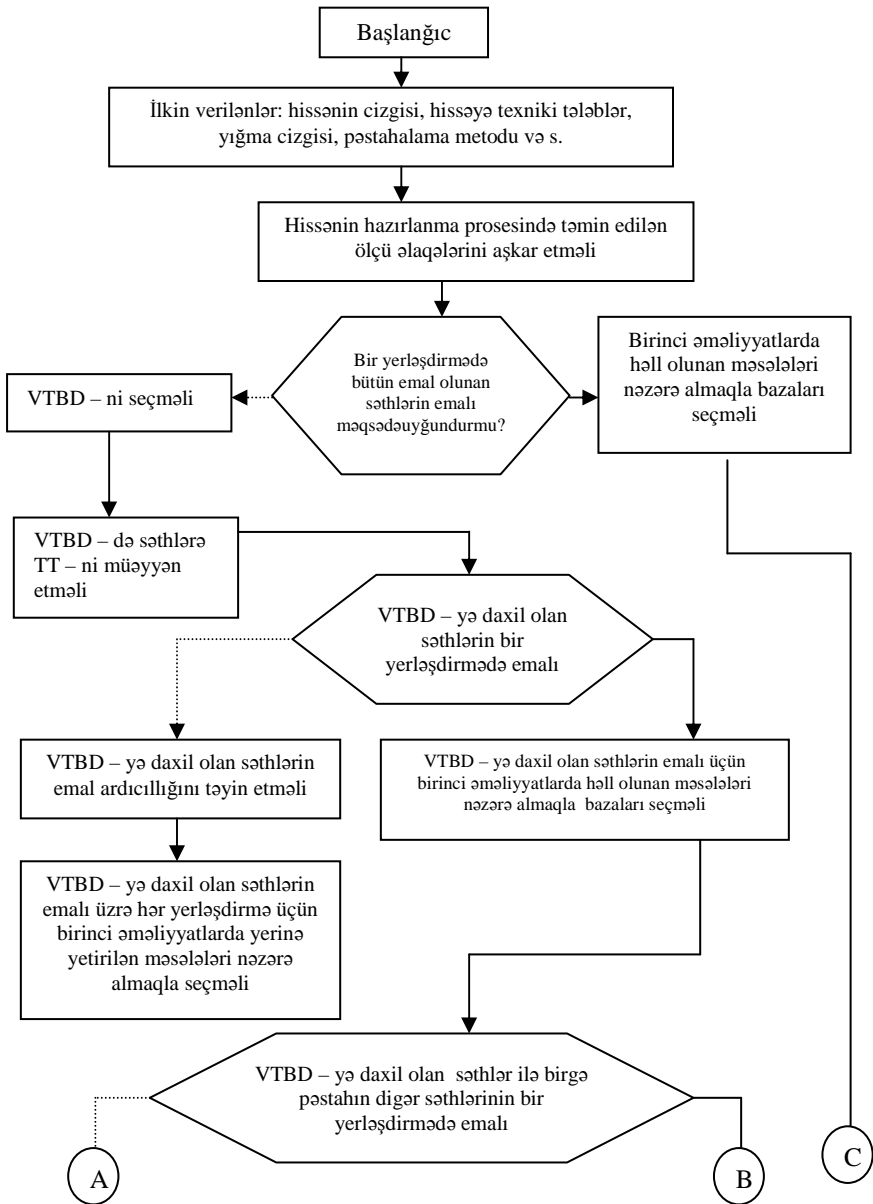 Başlanğıc
İlkin verilənlər: hissənin cizgisi, hissəyə texniki tələblər,
yığma cizgisi, pəstahalama metodu və s.
Hissənin hazırlanma prosesində təmin edilən
ölçü əlaqələrini aşkar etməli
Bir yerləşdirmədə
bütün emal olunan
səthlərin emalı
məqsədəuyğundurmu?
Birinci əməliyyatlarda
həll olunan məsələləri
nəzərə almaqla bazaları
seçməli
VTBD – ni seçməli
VTBD – də səthlərə
TT – ni müəyyən
etməli
VTBD – yə daxil olan
səthlərin bir
yerləşdirmədə emalı
VTBD – yə daxil olan səthlərin
emal ardıcıllığını təyin etməli
VTBD – yə daxil olan səthlərin emalı üçün
birinci əməliyyatlarda həll olunan məsələləri
nəzərə almaqla bazaları seçməli
VTBD – yə daxil olan səthlərin
emalı üzrə hər yerləşdirmə üçün
birinci əməliyyatlarda yerinə
yetirilən məsələləri nəzərə
almaqla seçməli
VTBD – yə daxil olan səthlər ilə birgə
pəstahın digər səthlərinin bir
yerləşdirmədə emalı
A
B
C